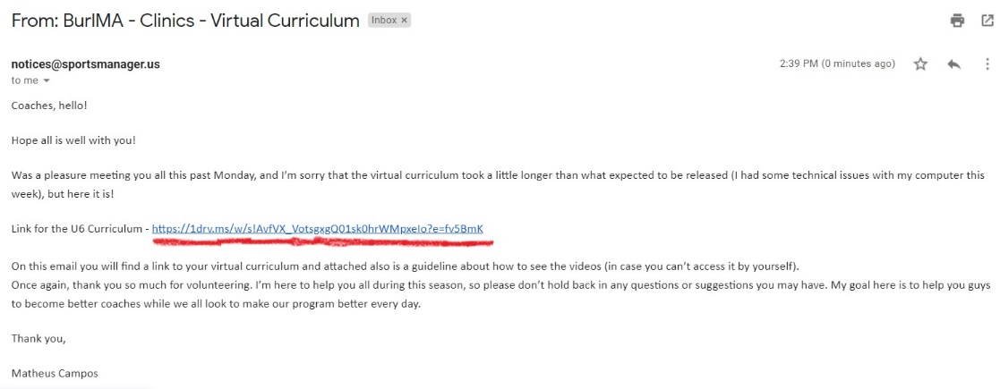 From: BurIMA - Clinics - Virtual Curriculum Inbox ×
notices@sportsmanager.us 2:39 PM (0 minutes ago)
to me
Coaches, hello!
Hope all is well with you!
Was a pleasure meeting you all this past Monday, and I'm sorry that the virtual curriculum took a little longer than what expected to be released (I had some technical issues with my computer this
week), but here it is!
Link for the U6 Curriculum - https://1drv.ms/w/s!AvfVX_VotsgxgQ01sk0hrWMpxeIo?e=fv5BmK
On this email you will find a link to your virtual curriculum and attached also is a guideline about how to see the videos (in case you can't access it by yourself).
Once again, thank you so much for volunteering. I'm here to help you all during this season, so please don't hold back in any questions or suggestions you may have. My goal here is to help you guys
to become better coaches while we all look to make our program better every day.
Thank you,
Matheus Campos